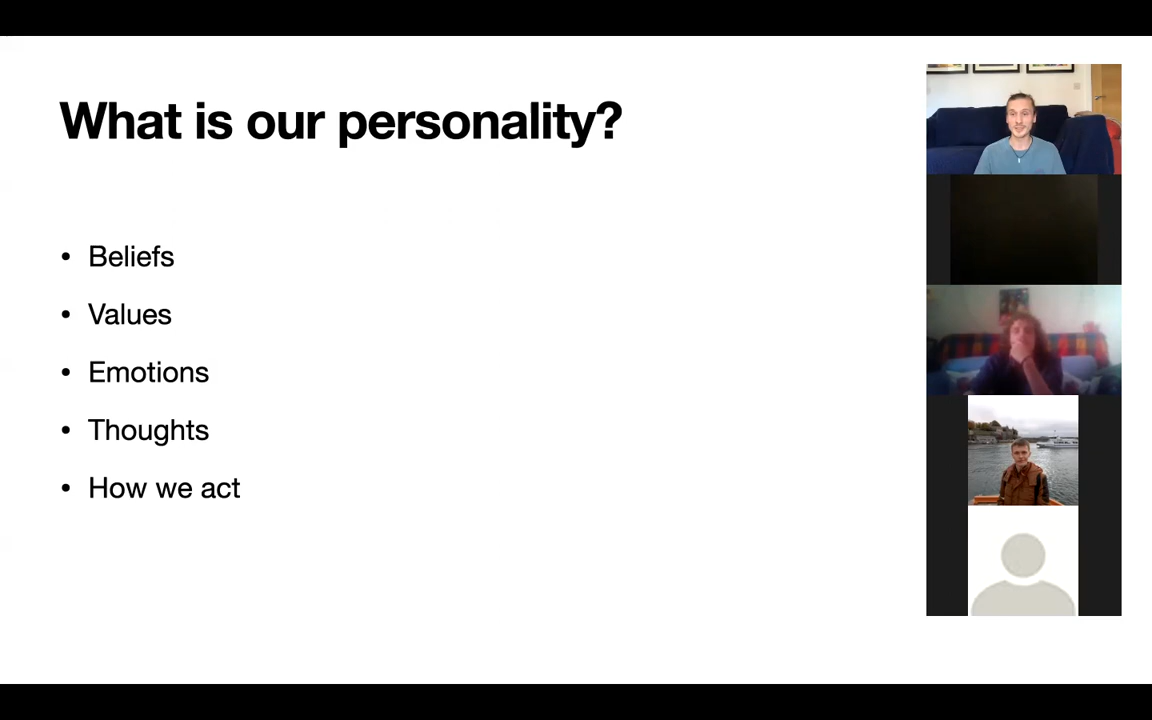 What is our personality?
• Beliefs
• Values
• Emotions
• Thoughts
• How we act